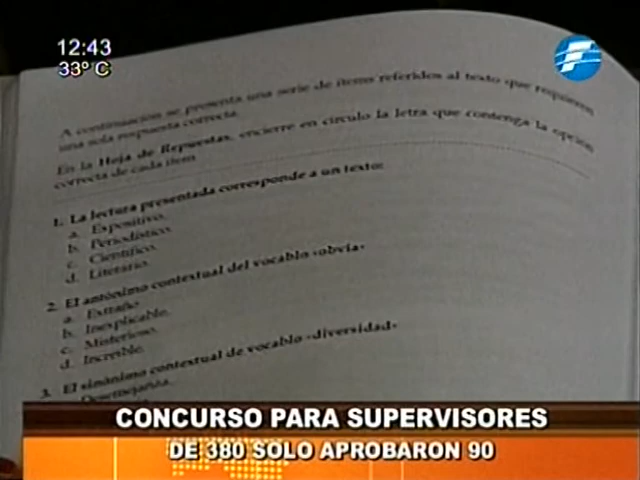 12:43
33º C
A continuación se presenta una serie de ítems referidos al texto que requieren
una sola respuesta correcta.
En la Hoja de Respuestas, encierre en círculo la letra que contenga la opción
correcta de cada ítem
1. La lectura presentada corresponde a un texto:
a. Expositivo.
b. Periodístico.
c. Científico.
d. Literario.
2. El antónimo contextual del vocablo «obvia»
a. Extraño
b. Inexplicable.
c. Misterioso.
d. Increíble.
3. El sinónimo contextual de vocablo «diversidad»
Desemejanza.
CONCURSO PARA SUPERVISORES
DE 380 SOLO APROBARON 90